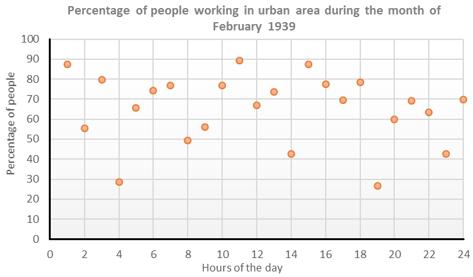 Percentage of people working in urban area during the month of
February 1939
100
90
80
70
60
50
40
30
20
10
0
Percentage of people
0 2 4 6 8 10 12 14 16 18 20 22 24
Hours of the day